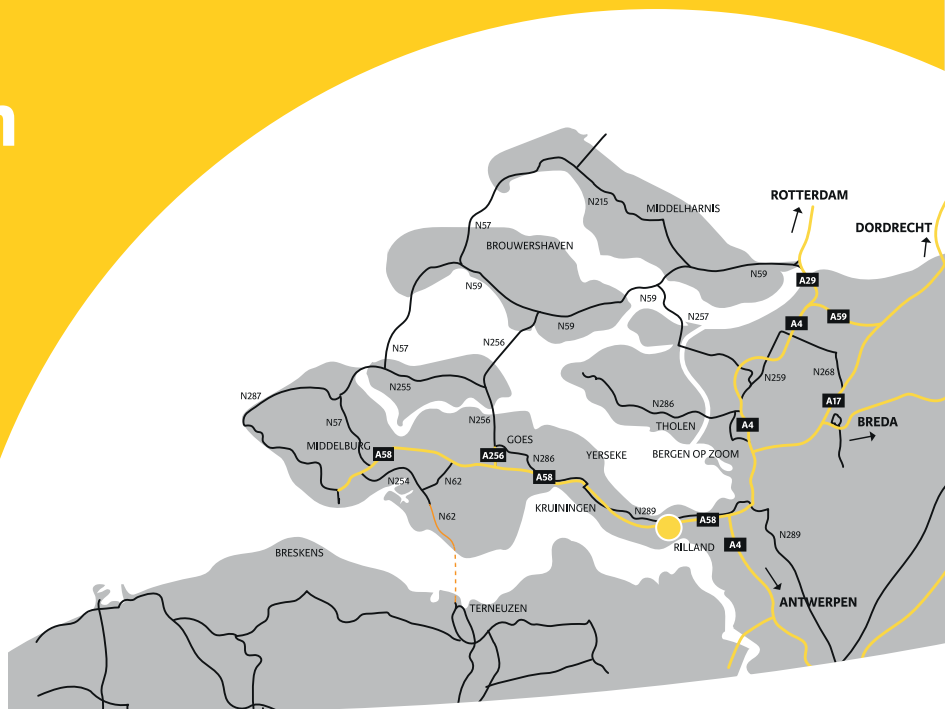 n
ROTTERDAM
N215
MIDDELHARNIS
N57
DORDRECHT
BROUWERSHAVEN
N59
N59
A29
N59
N257
A4
A59
N59
N57
N256
N259
N268
N255
N287
A17
N286
N57
N256
THOLEN
A4
BREDA
MIDDELBURG
GOES
A58
A256
YERSEKE
BERGEN OP ZOOM
N286
N254
N62
A58
KRUININGEN
N289
N62
A58
N289
RILLAND
A4
BRESKENS
ANTWERPEN
TERNEUZEN